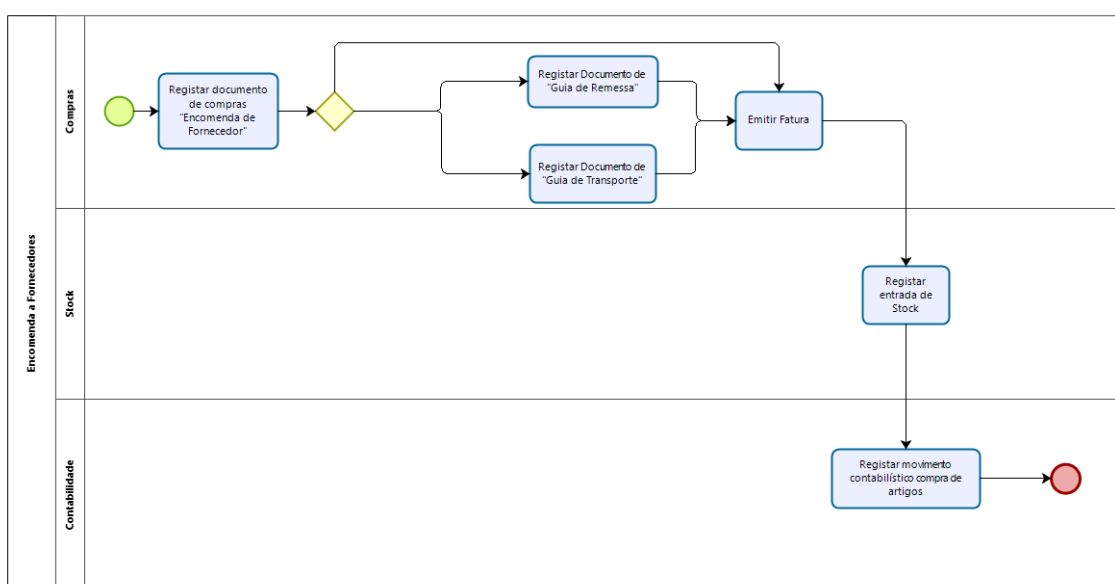 Encomenda a Fornecedores
Compras
Registar documento
de compras
"Encomenda de
Fornecedor"
Registar Documento de
"Guia de Remessa"
Registar Documento de
"Guia de Transporte"
Emitir Fatura
Stock
Registar
entrada de
Stock
Contabilidade
Registar movimento
contabilístico compra de
artigos